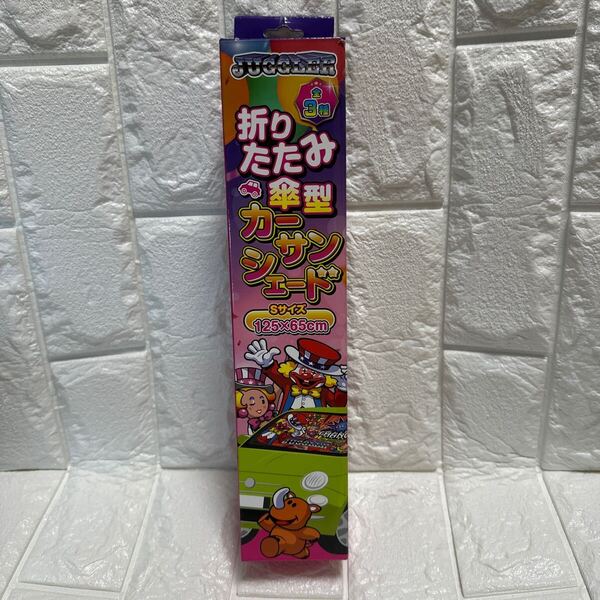 JUGGLER
全
3種
折り
たたみ
傘型
カー
サン
シェード
Sサイズ
125×65cm